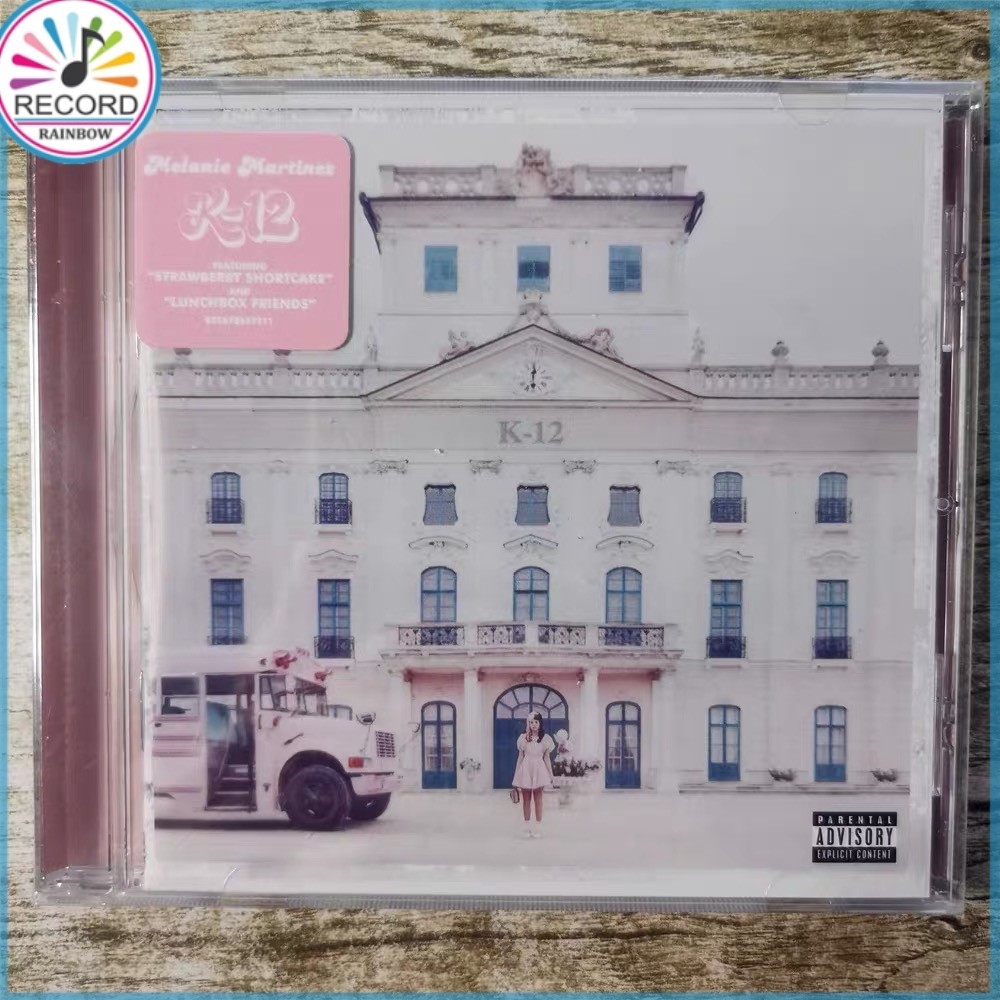 RECORD
RAINBOW
Melanie Martinez
K-12
FEATURING
"STRAWBERRY SHORTCAKE"
AND
"LUNCHBOX FRIENDS"
K-12
PARENTAL
ADVISORY
EXPLICIT CONTENT